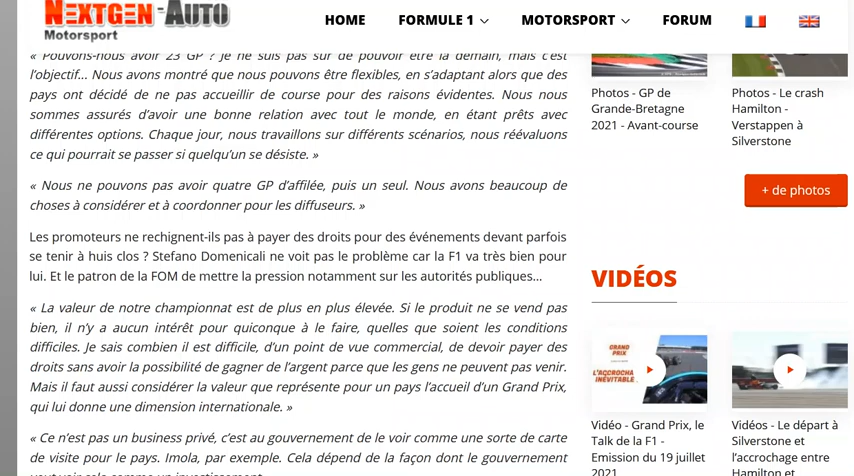 NEXTGEN-AUTO
Motorsport
HOME
FORMULE 1
MOTORSPORT
FORUM
« Pouvons-nous avoir 23 GP ? Je ne suis pas sûr de pouvoir être là demain, mais c'est
l'objectif... Nous avons montré que nous pouvons être flexibles, en s'adaptant alors que des
pays ont décidé de ne pas accueillir de course pour des raisons évidentes. Nous nous
sommes assurés d'avoir une bonne relation avec tout le monde, en étant prêts avec
différentes options. Chaque jour, nous travaillons sur différents scénarios, nous réévaluons
ce qui pourrait se passer si quelqu'un se désiste. »
« Nous ne pouvons pas avoir quatre GP d'affilée, puis un seul. Nous avons beaucoup de
choses à considérer et à coordonner pour les diffuseurs. »
Les promoteurs ne rechignent-ils pas à payer des droits pour des événements devant parfois
se tenir à huis clos ? Stefano Domenicali ne voit pas le problème car la F1 va très bien pour
lui. Et le patron de la FOM de mettre la pression notamment sur les autorités publiques...
« La valeur de notre championnat est de plus en plus élevée. Si le produit ne se vend pas
bien, il n'y a aucun intérêt pour quiconque à le faire, quelles que soient les conditions
difficiles. Je sais combien il est difficile, d'un point de vue commercial, de devoir payer des
droits sans avoir la possibilité de gagner de l'argent parce que les gens ne peuvent pas venir.
Mais il faut aussi considérer la valeur que représente pour un pays l'accueil d'un Grand Prix,
qui lui donne une dimension internationale. »
« Ce n'est pas un business privé, c'est au gouvernement de le voir comme une sorte de carte
de visite pour le pays. Imola, par exemple. Cela dépend de la façon dont le gouvernement
Photos - GP de
Grande-Bretagne
2021 - Avant-course
Photos - Le crash
Hamilton -
Verstappen à
Silverstone
+ de photos
VIDÉOS
GRAND
PRIX
L'ACCROCHA
INÉVITABLE
Vidéo - Grand Prix, le
Talk de la F1 -
Emission du 19 juillet
2021
Vidéos - Le départ à
Silverstone et
l'accrochage entre
Hamilton et